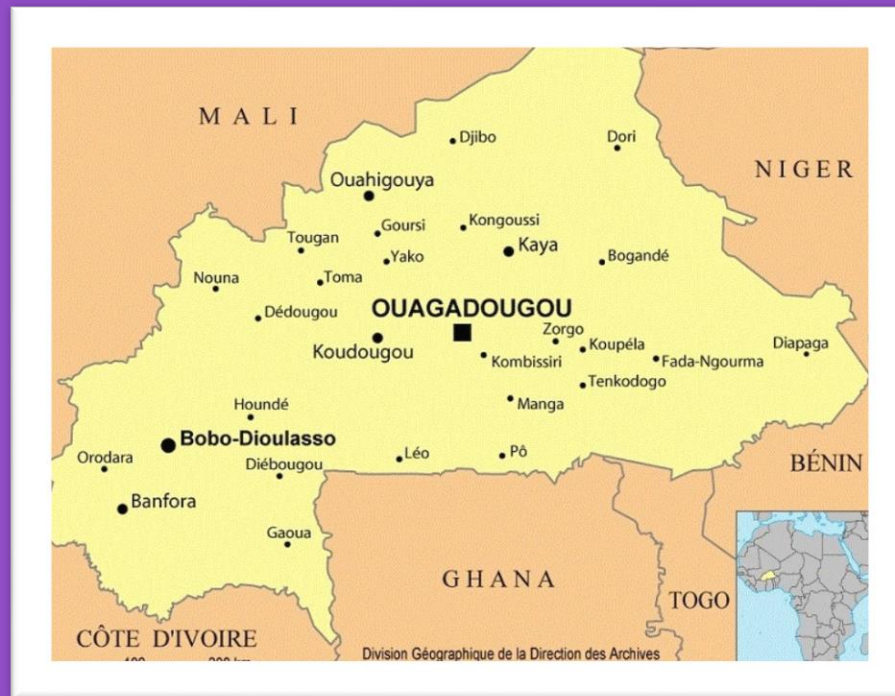 MALI
Djibo
Dori
NIGER
Ouahigouya
Goursi
Kongoussi
Tougan
Kaya
Yako
Bogandé
Nouna
Toma
Dédougou
OUAGADOUGOU
Zorgo
Koudougou
Koupéla
Diapaga
Kombissiri
Fada-Ngourma
Tenkodogo
Manga
Houndé
Bobo-Dioulasso
Orodara
Diébougou
Léo
Pô
BÉNIN
Banfora
Gaoua
GHANA
TOGO
CÔTE D'IVOIRE
Division Géographique de la Direction des Archives